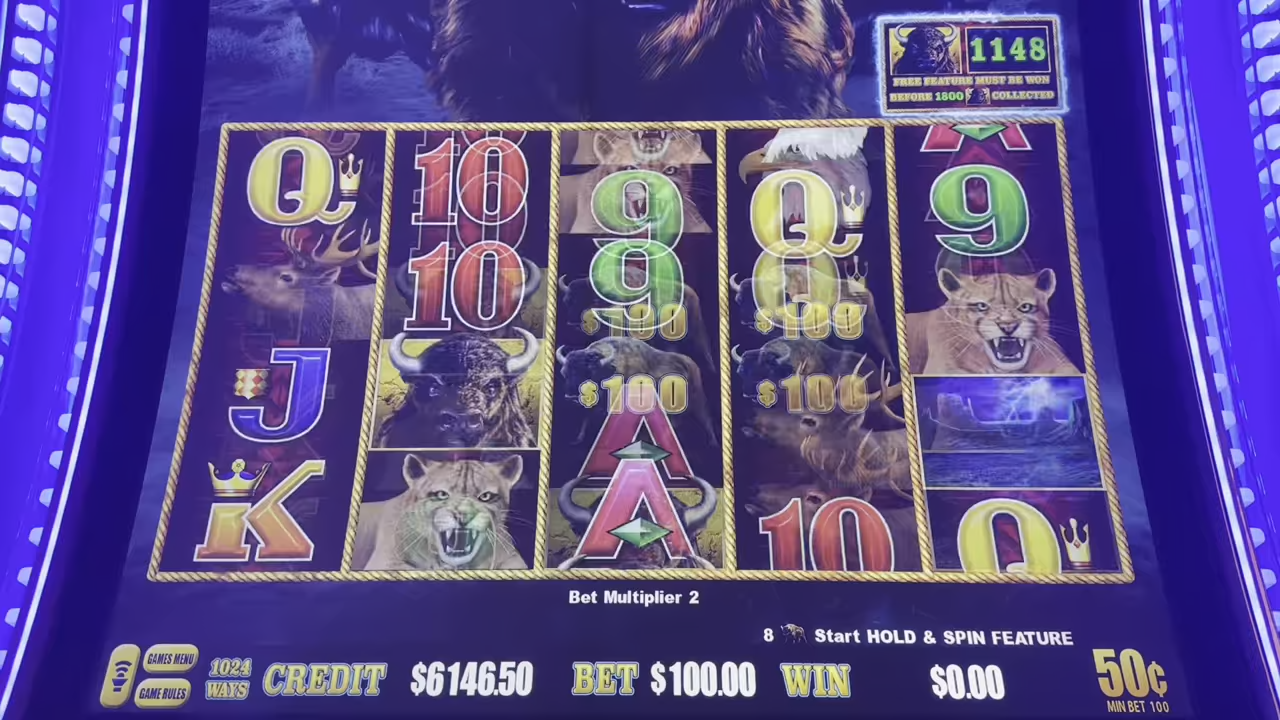 1148
FREE FEATURE MUST BE WON
BEFORE 1800 COLLECTED
A
Q 10 9 Q 9
10 9 Q
$100 $100
J $100 $100
A
K A 10 Q
Bet Multiplier 2
8 Start HOLD & SPIN FEATURE
GAMES MENU
GAME RULES
1024
WAYS
CREDIT $6146.50 BET $100.00 WIN $0.00
50¢
MIN BET 100